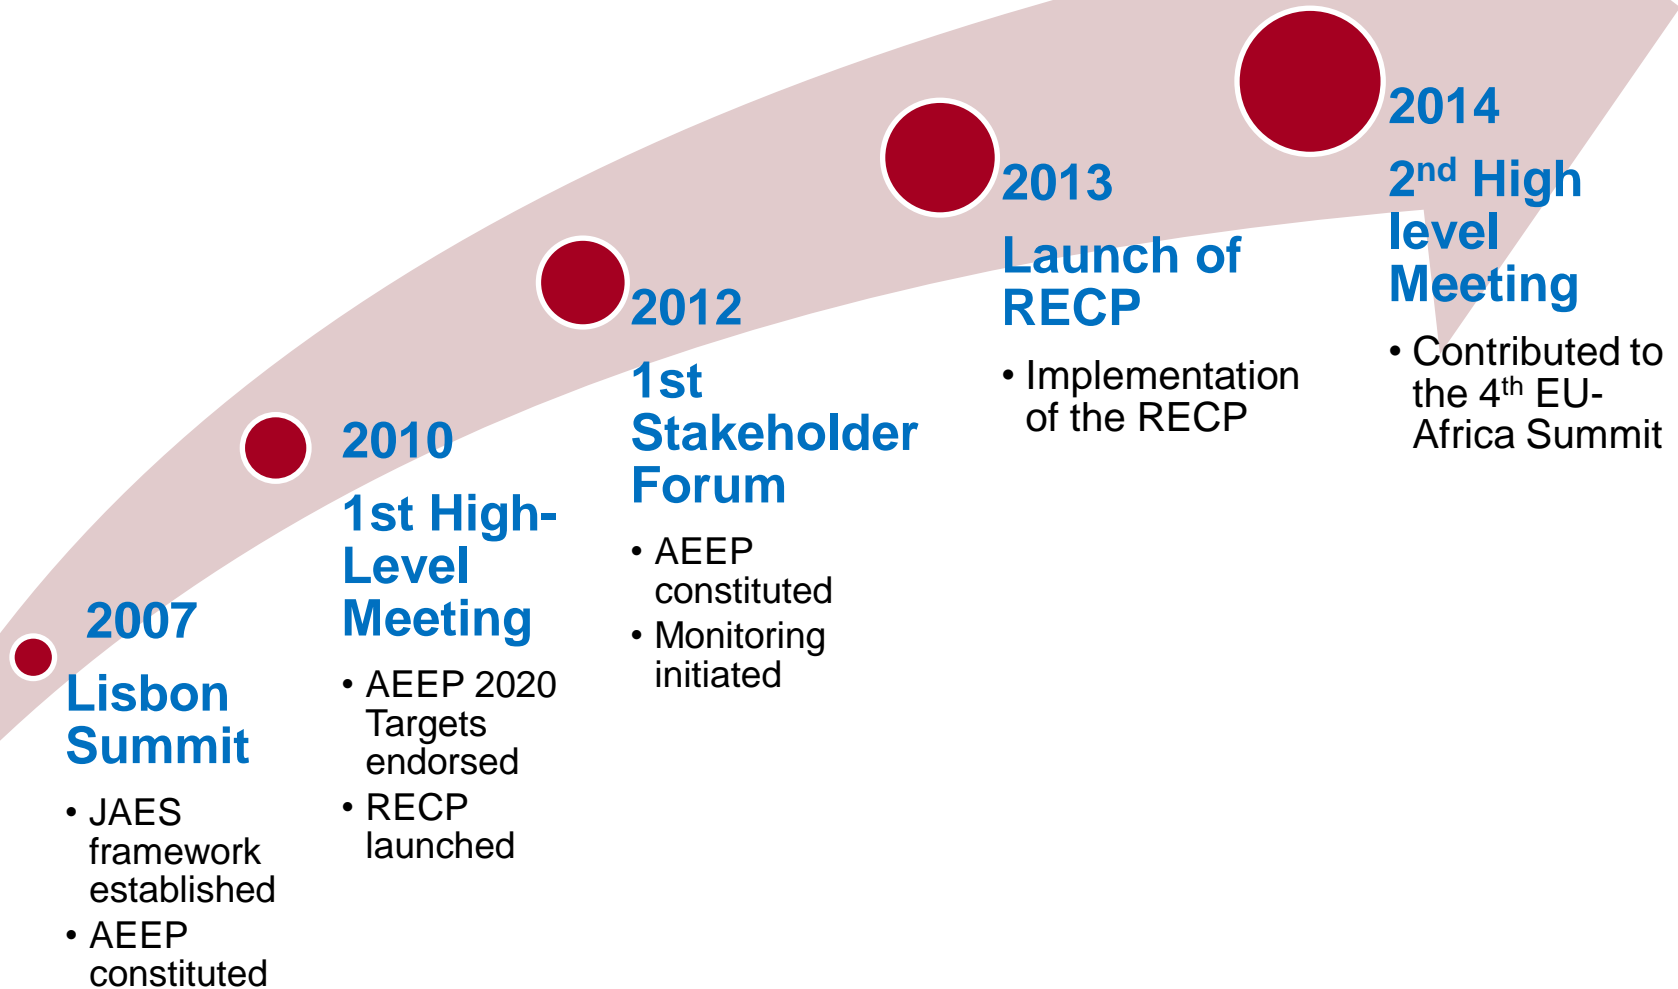 2007
Lisbon
Summit
• JAES
framework
established
• AEEP
constituted
2010
1st High-
Level
Meeting
• AEEP 2020
Targets
endorsed
• RECP
launched
2012
1st
Stakeholder
Forum
• AEEP
constituted
• Monitoring
initiated
2013
Launch of
RECP
• Implementation
of the RECP
2014
2nd High
level
Meeting
• Contributed to
the 4th EU-
Africa Summit